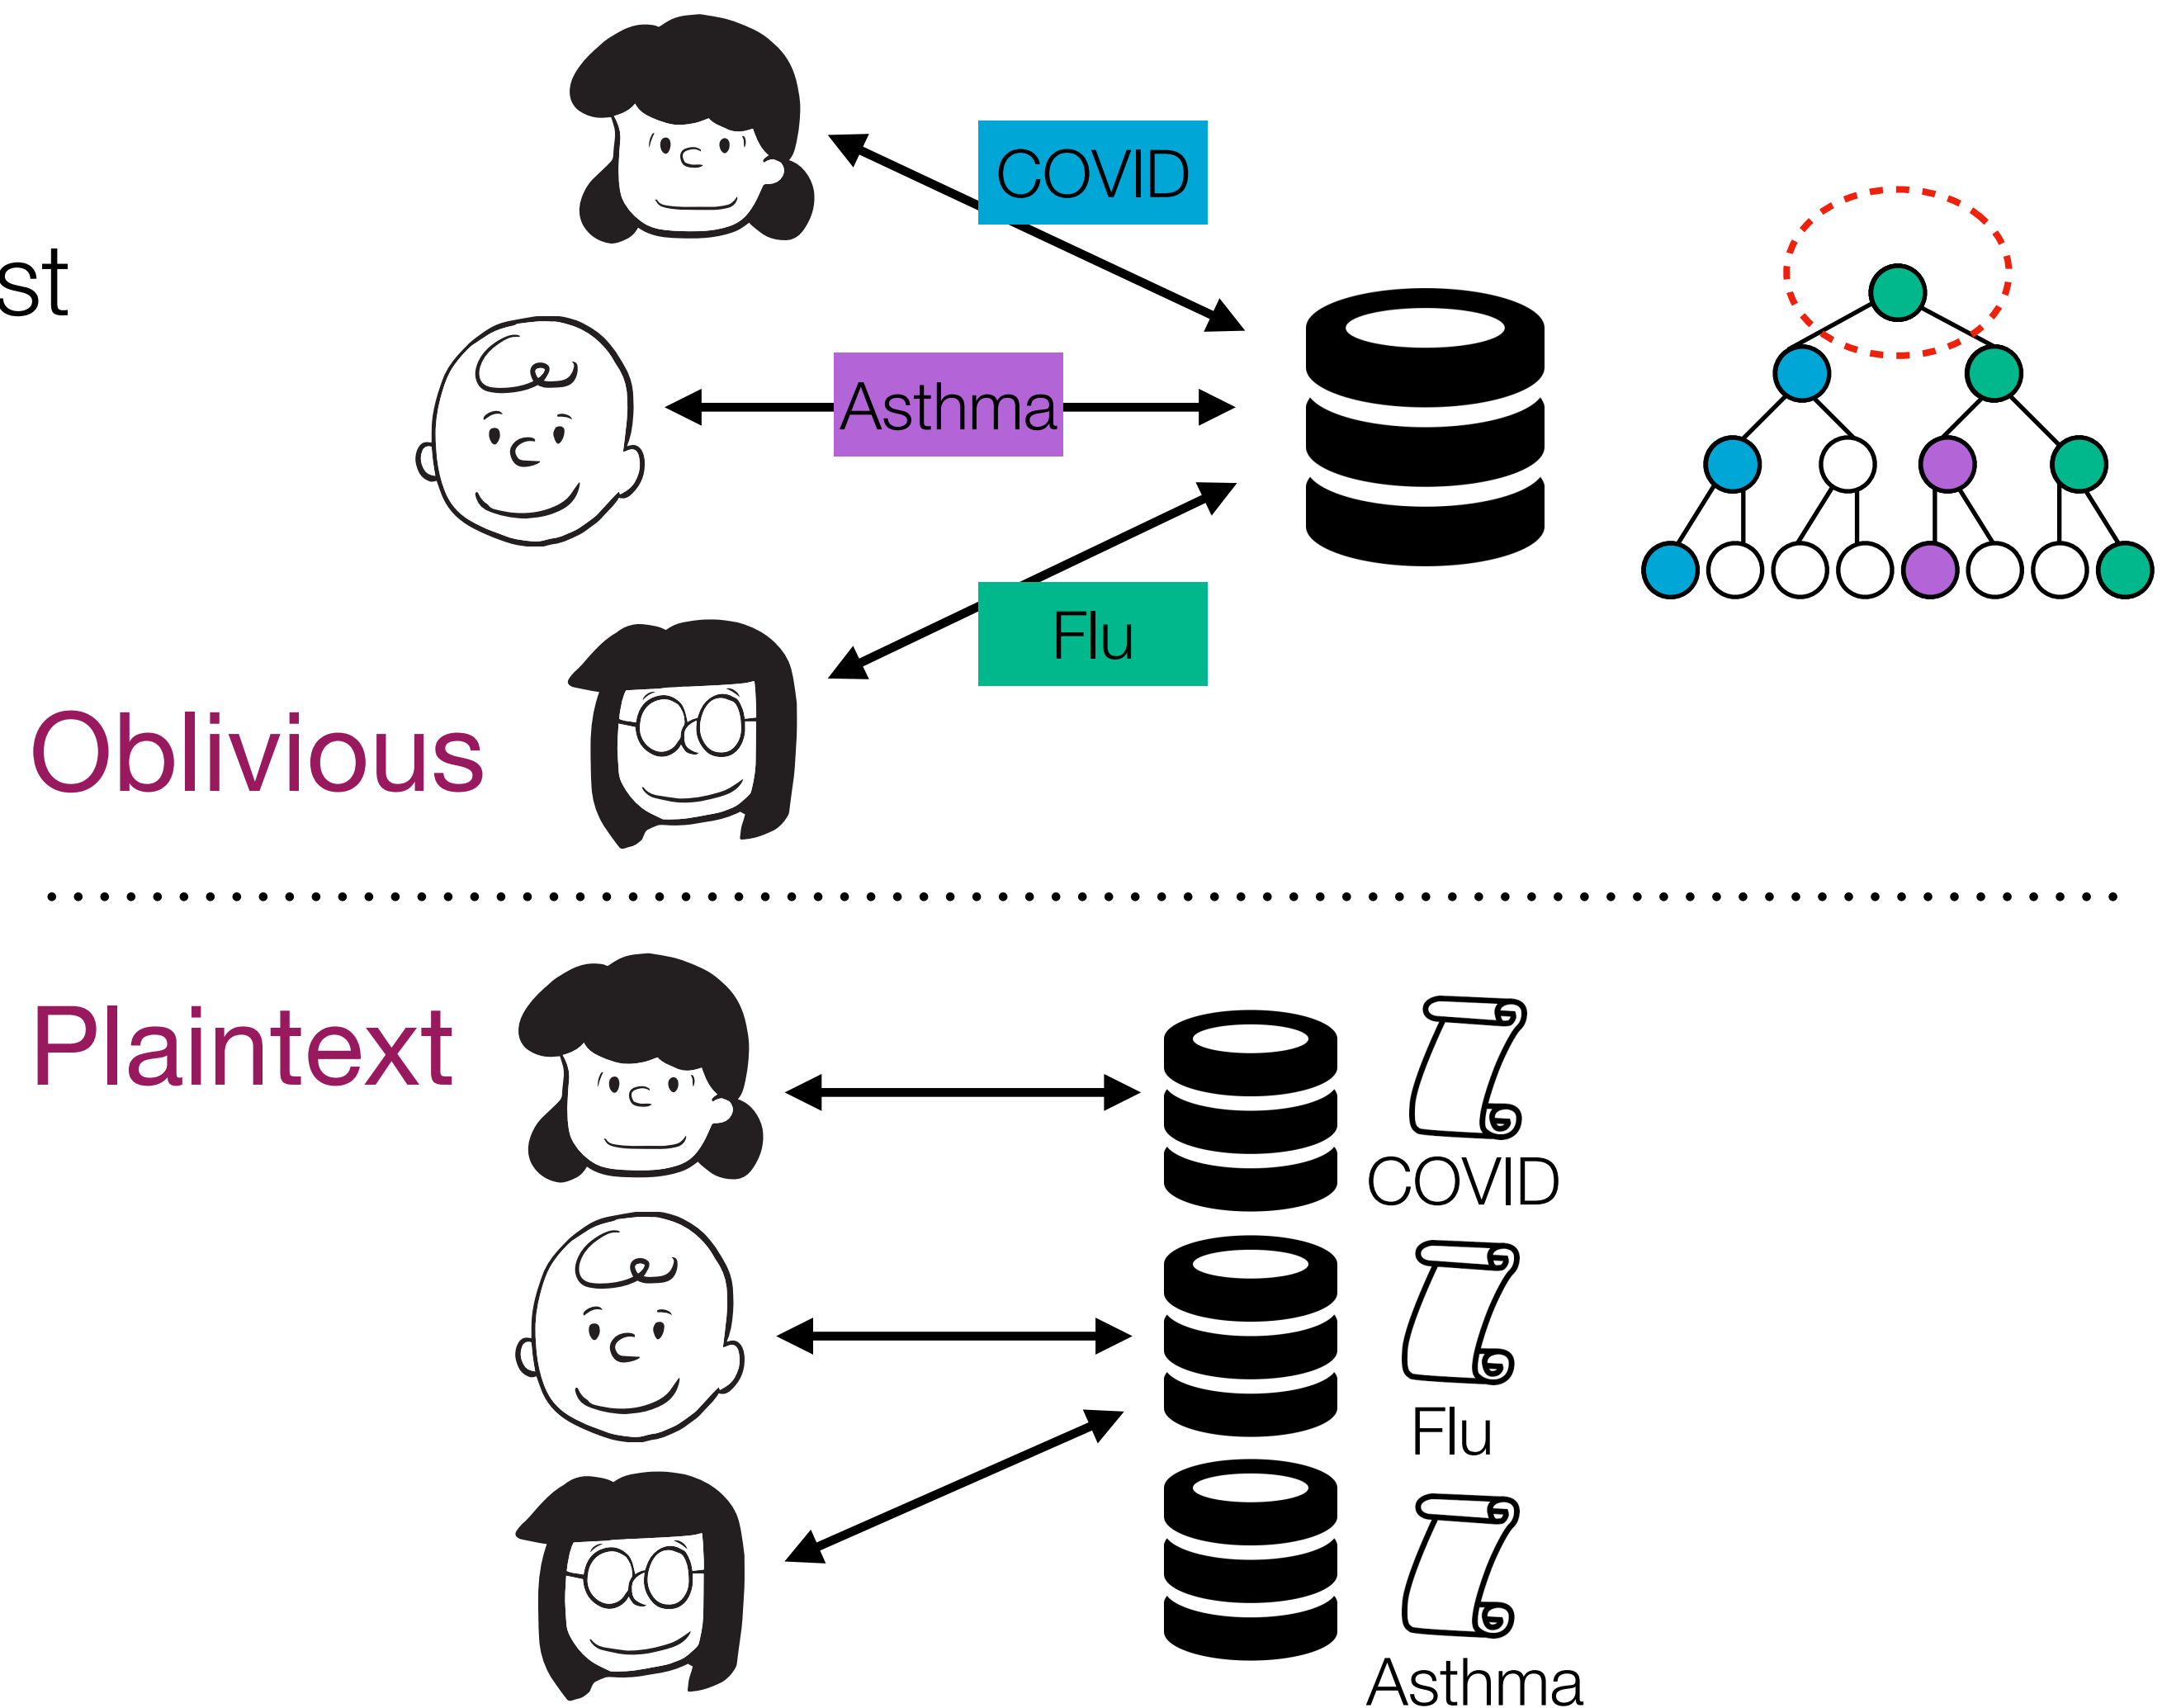 COVID
st
Asthma
Flu
Oblivious
Plaintext
COVID
Flu
Asthma